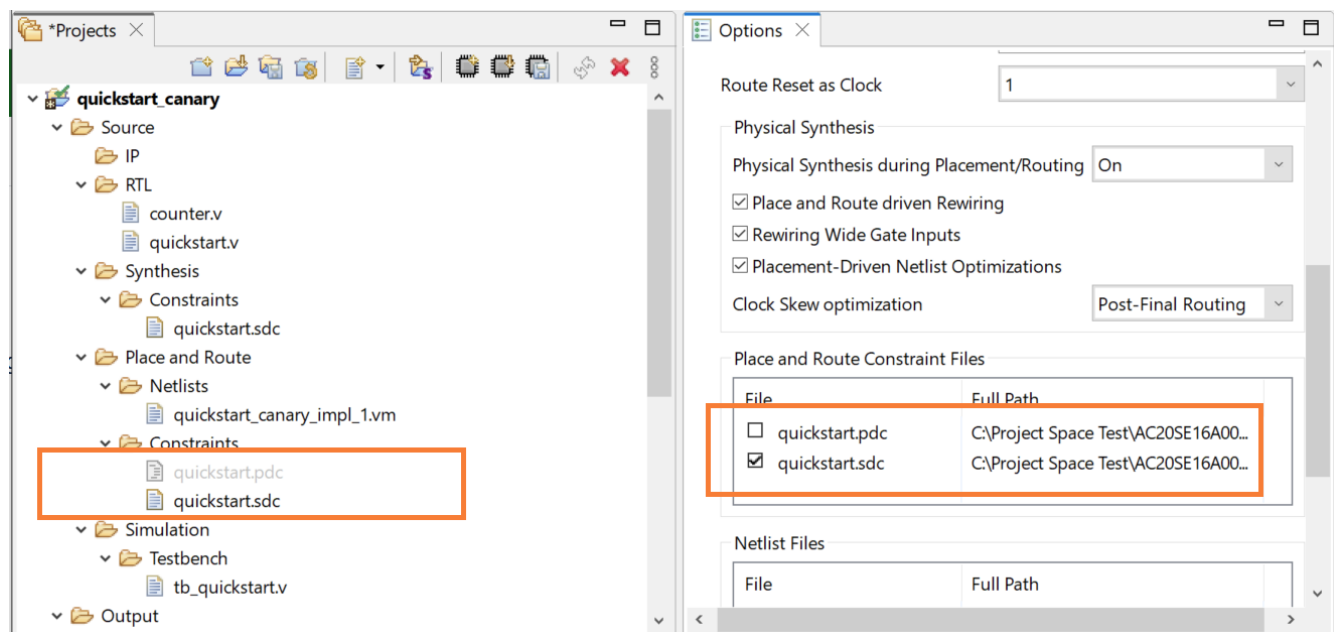 *Projects
quickstart_canary
Source
IP
RTL
counter.v
quickstart.v
Synthesis
Constraints
quickstart.sdc
Place and Route
Netlists
quickstart_canary_impl_1.vm
Constraints
quickstart.pdc
quickstart.sdc
Simulation
Testbench
tb_quickstart.v
Output
Options
Route Reset as Clock 1
Physical Synthesis
Physical Synthesis during Placement/Routing On
Place and Route driven Rewiring
Rewiring Wide Gate Inputs
Placement-Driven Netlist Optimizations
Clock Skew optimization Post-Final Routing
Place and Route Constraint Files
File Full Path
quickstart.pdc C:\Project Space Test\AC20SE16A00...
quickstart.sdc C:\Project Space Test\AC20SE16A00...
Netlist Files
File Full Path